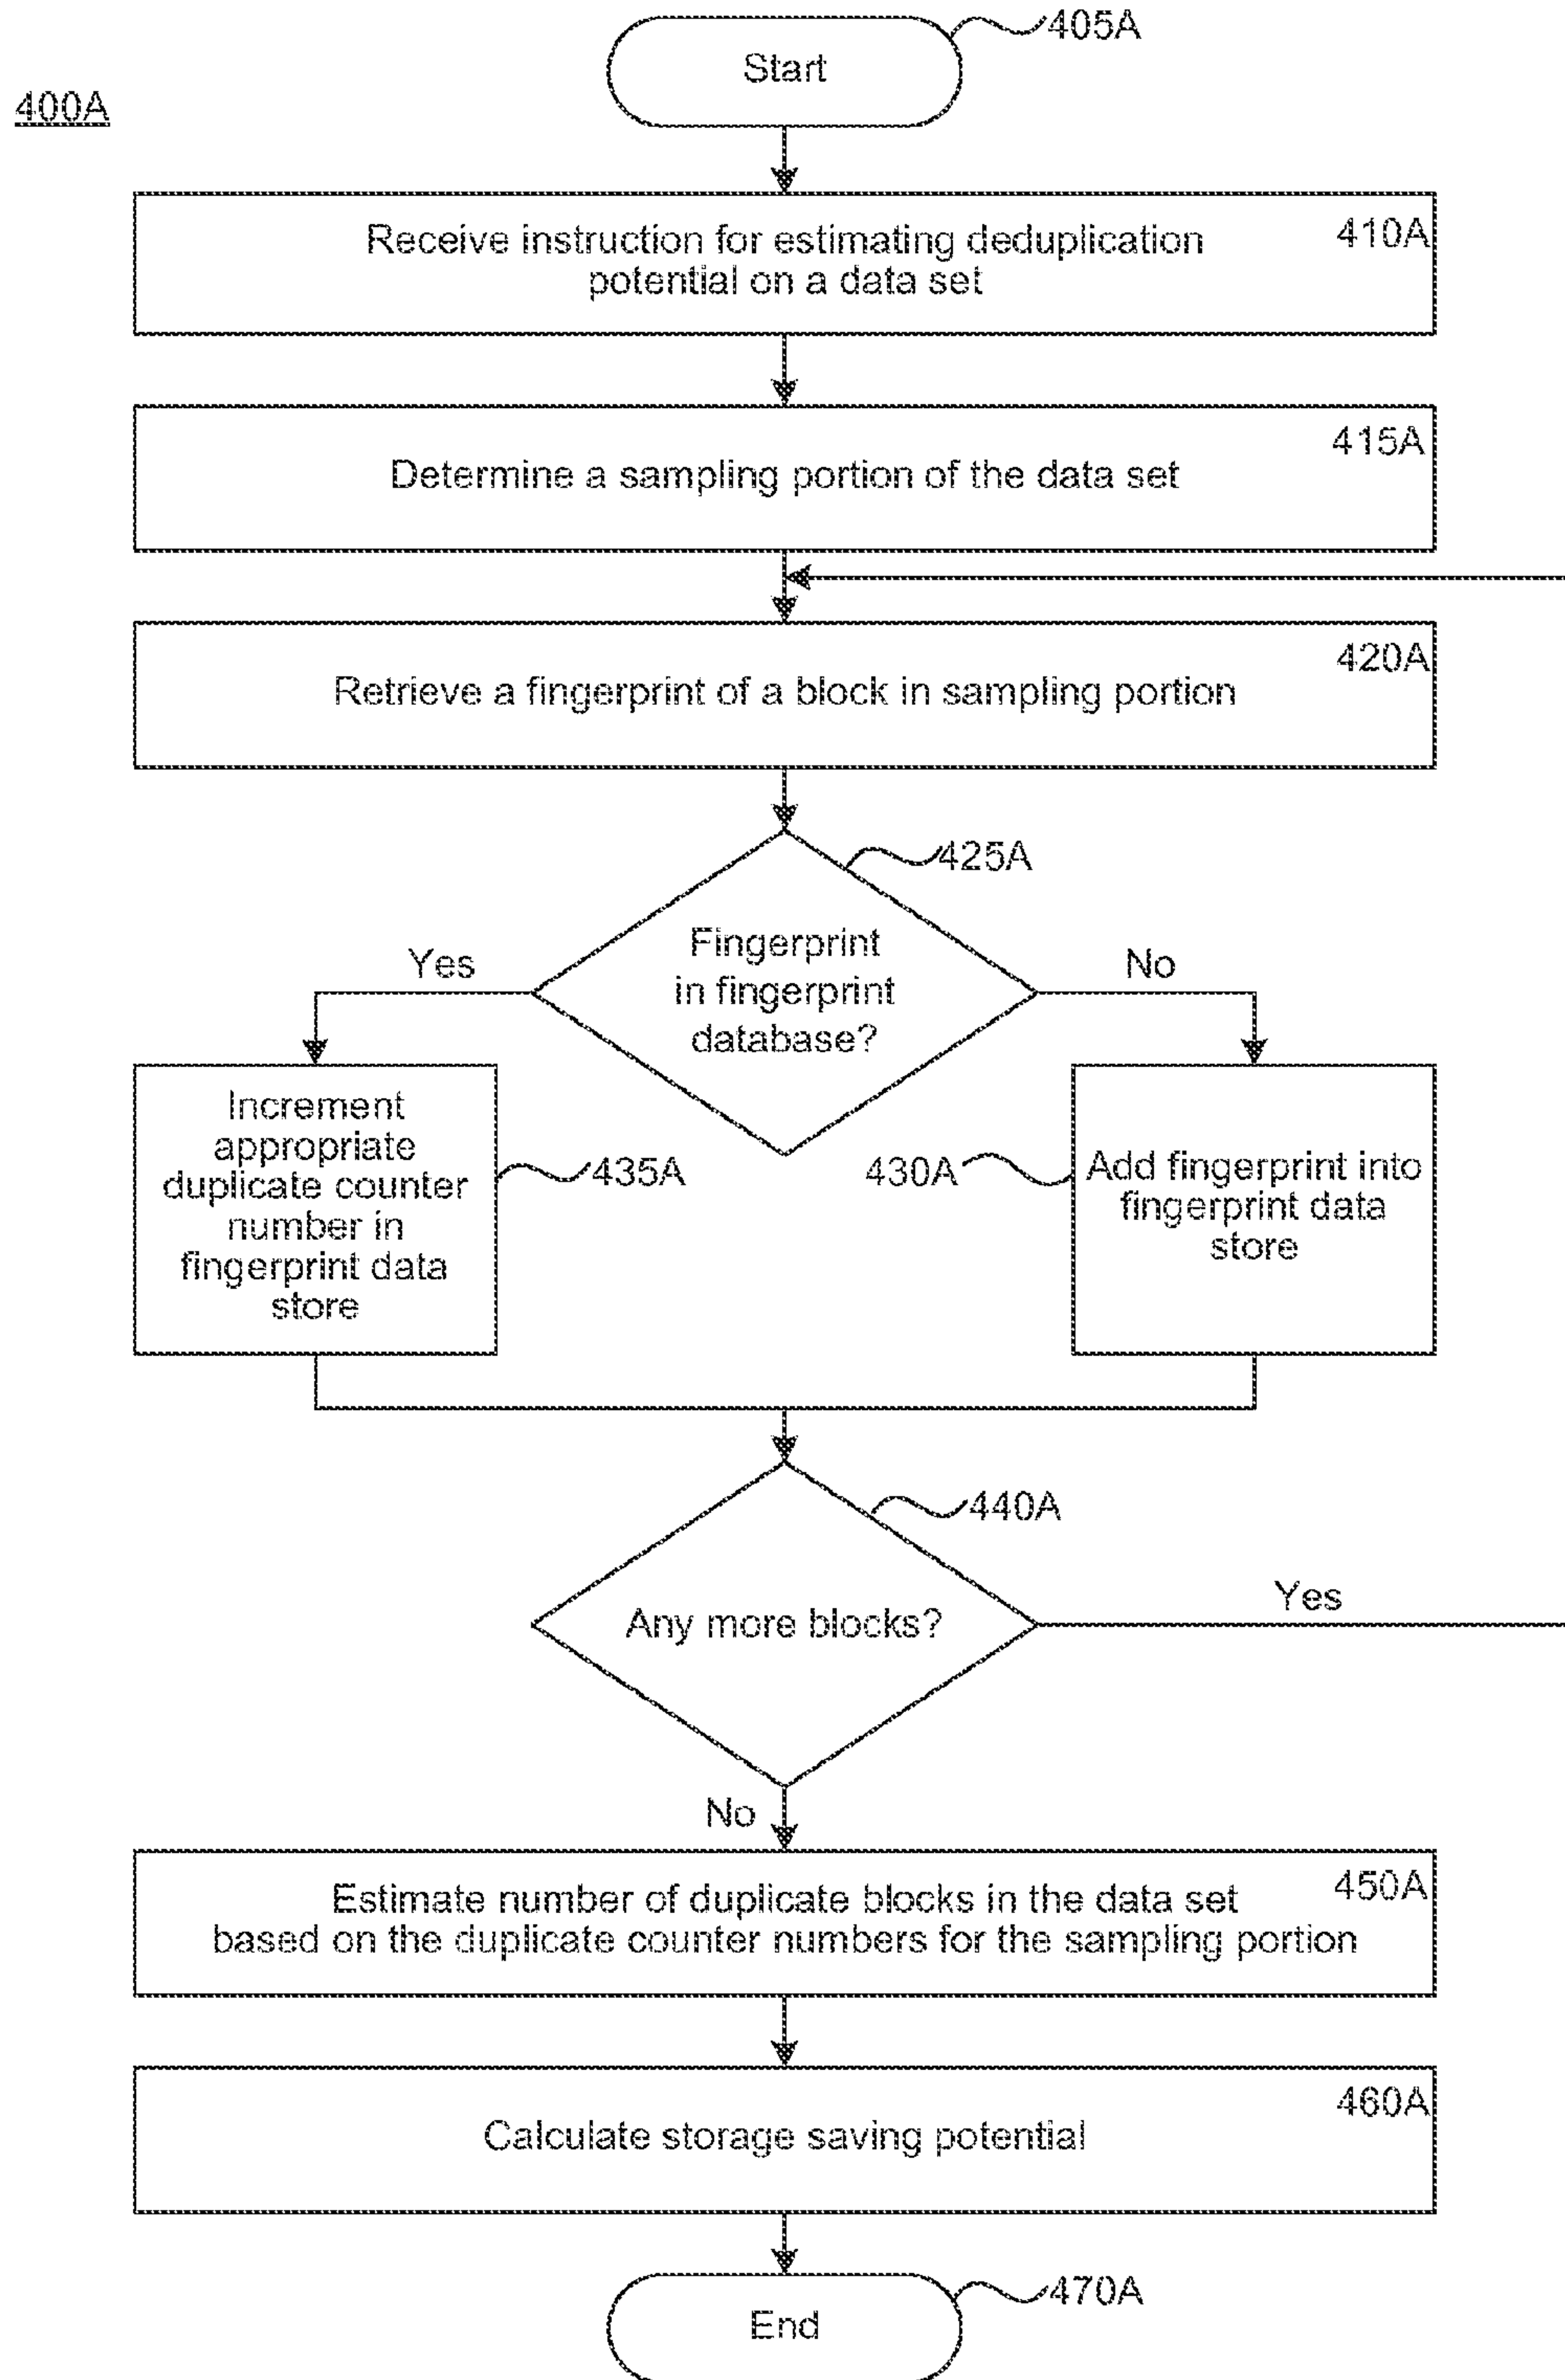 405A
Start
400A
410A
Receive instruction for estimating deduplication
potential on a data set
415A
Determine a sampling portion of the data set
420A
Retrieve a fingerprint of a block in sampling portion
425A
Fingerprint
in fingerprint
database?
Yes
No
Increment
appropriate
duplicate counter
number in
fingerprint data
store
435A
430A
Add fingerprint into
fingerprint data
store
440A
Any more blocks?
Yes
No
450A
Estimate number of duplicate blocks in the data set
based on the duplicate counter numbers for the sampling portion
460A
Calculate storage saving potential
470A
End